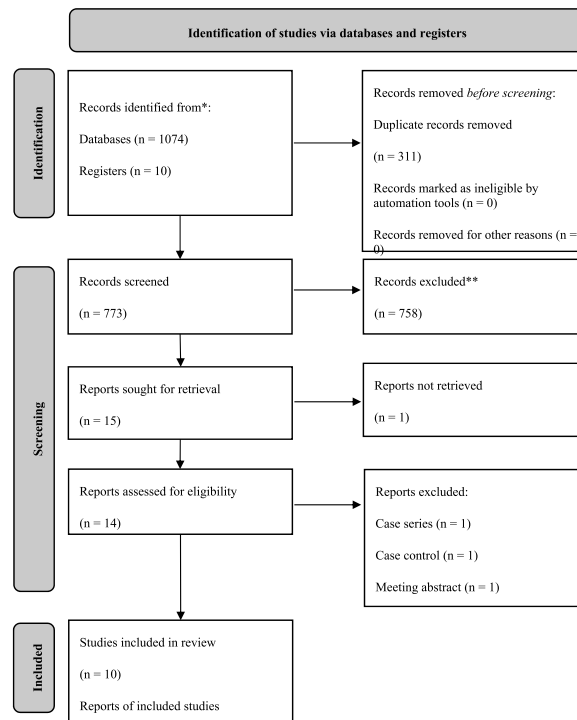 Identification of studies via databases and registers
Identification
Records identified from*:
Databases (n = 1074)
Registers (n = 10)
Records removed before screening:
Duplicate records removed
(n = 311)
Records marked as ineligible by
automation tools (n = 0)
Records removed for other reasons (n =
0)
Screening
Records screened
(n = 773)
Records excluded**
(n = 758)
Reports sought for retrieval
(n = 15)
Reports not retrieved
(n = 1)
Reports assessed for eligibility
(n = 14)
Reports excluded:
Case series (n = 1)
Case control (n = 1)
Meeting abstract (n = 1)
Included
Studies included in review
(n = 10)
Reports of included studies